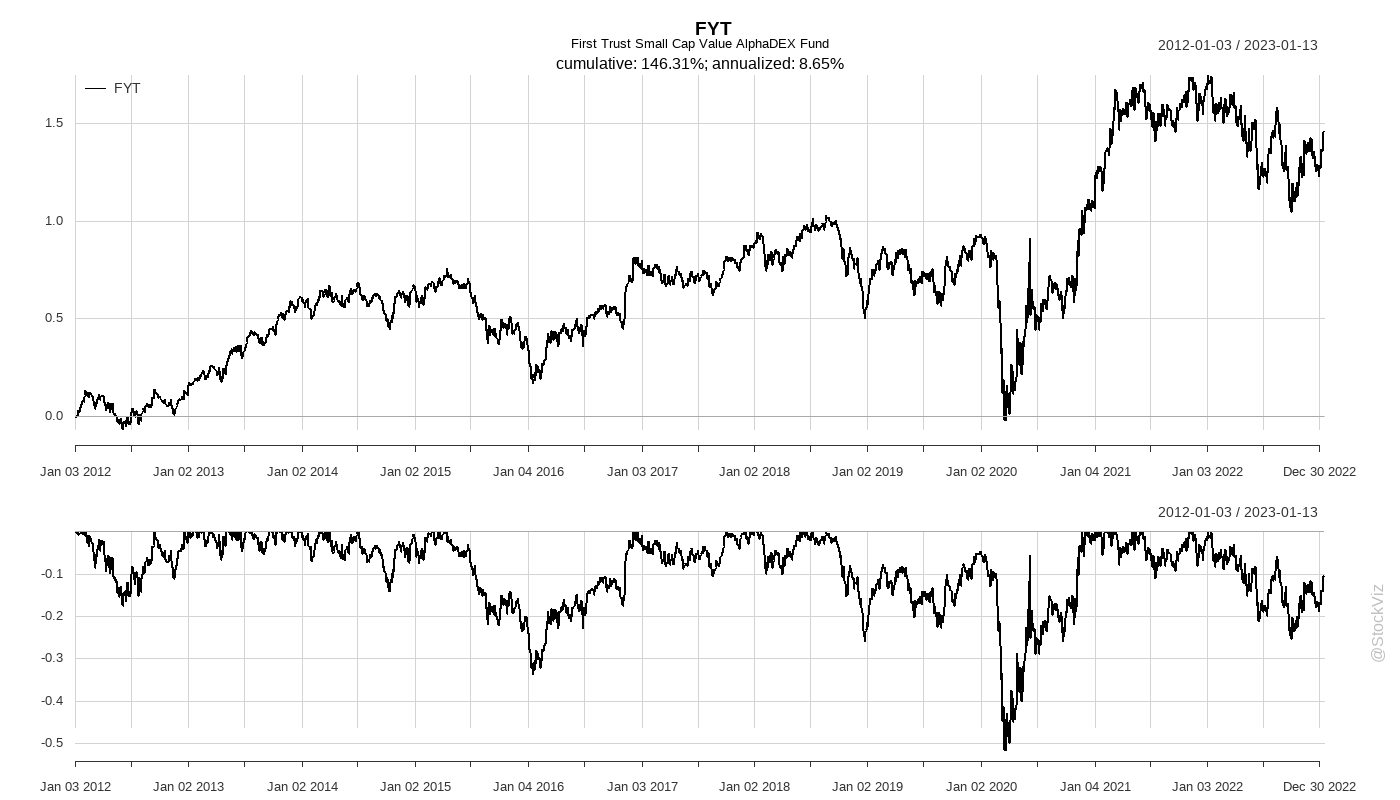 FYT
First Trust Small Cap Value AlphaDEX Fund
2012-01-03 / 2023-01-13
cumulative: 146.31%; annualized: 8.65%
FYT
1.5
1.0
0.5
0.0
Jan 03 2012 Jan 02 2013 Jan 02 2014 Jan 02 2015 Jan 04 2016 Jan 03 2017 Jan 02 2018 Jan 02 2019 Jan 02 2020 Jan 04 2021 Jan 03 2022 Dec 30 2022
2012-01-03 / 2023-01-13
-0.1
-0.2
-0.3
-0.4
-0.5
Jan 03 2012 Jan 02 2013 Jan 02 2014 Jan 02 2015 Jan 04 2016 Jan 03 2017 Jan 02 2018 Jan 02 2019 Jan 02 2020 Jan 04 2021 Jan 03 2022 Dec 30 2022
@StockViz